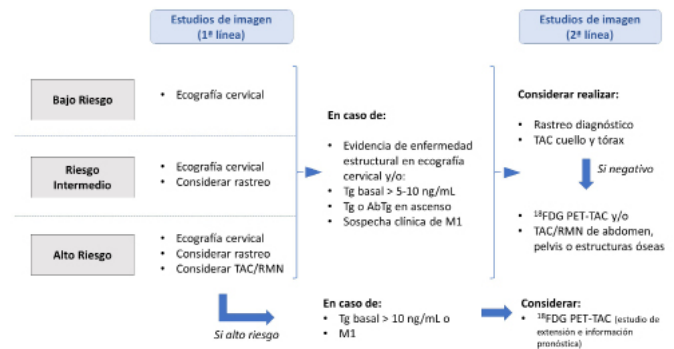 Estudios de imagen
(1ª línea)
Estudios de imagen
(2ª línea)
Bajo Riesgo
• Ecografía cervical
Riesgo
Intermedio
• Ecografía cervical
• Considerar rastreo
Alto Riesgo
• Ecografía cervical
• Considerar rastreo
• Considerar TAC/RMN
En caso de:
• Evidencia de enfermedad
estructural en ecografía
cervical y/o:
• Tg basal > 5-10 ng/mL
• Tg o AbTg en ascenso
• Sospecha clínica de M1
Considerar realizar:
• Rastreo diagnóstico
• TAC cuello y tórax
Si negativo
• ¹⁸FDG PET-TAC y/o
• TAC/RMN de abdomen,
pelvis o estructuras óseas
Si alto riesgo
En caso de:
• Tg basal > 10 ng/mL o
• M1
Considerar:
• ¹⁸FDG PET-TAC (estudio de
extensión e información
pronóstica)